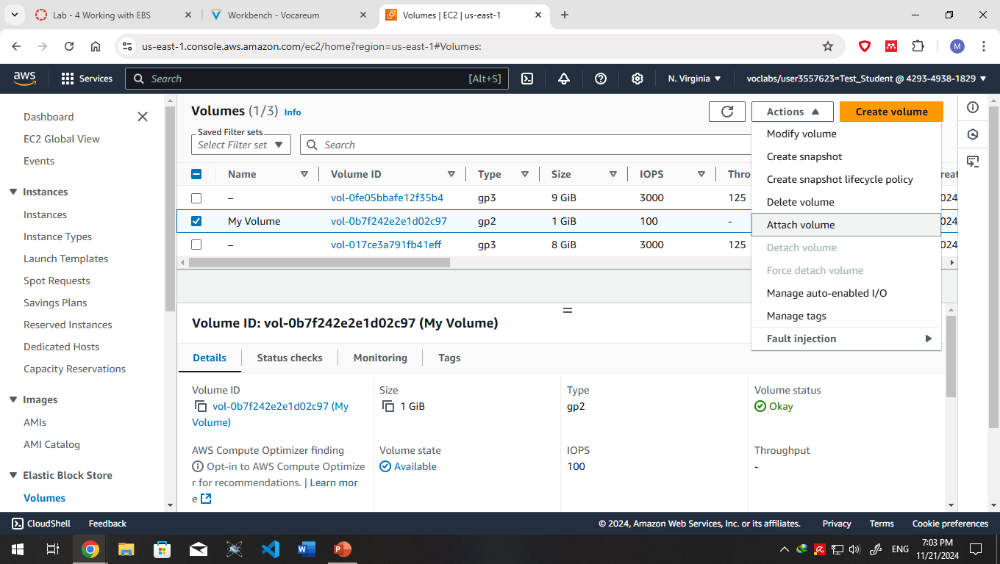 Lab - 4 Working with EBS
Workbench - Vocareum
Volumes | EC2 | us-east-1
us-east-1.console.aws.amazon.com/ec2/home?region=us-east-1#Volumes:
M
aws
Services
Search
[Alt+S]
N. Virginia
voclabs/user3557623=Test_Student @ 4293-4938-1829
Dashboard
EC2 Global View
Events
Instances
Instances
Instance Types
Launch Templates
Spot Requests
Savings Plans
Reserved Instances
Dedicated Hosts
Capacity Reservations
Images
AMIs
AMI Catalog
Elastic Block Store
Volumes
Volumes (1/3) Info
Actions
Create volume
Saved Filter sets
Select Filter set
Search
Name Volume ID Type Size IOPS Thro reat
– vol-0fe05bbafe12f35b4 gp3 9 GiB 3000 125 024
My Volume vol-0b7f242e2e1d02c97 gp2 1 GiB 100 - 024
– vol-017ce3a791fb41eff gp3 8 GiB 3000 125 024
Modify volume
Create snapshot
Create snapshot lifecycle policy
Delete volume
Attach volume
Detach volume
Force detach volume
Manage auto-enabled I/O
Manage tags
Fault injection
Volume ID: vol-0b7f242e2e1d02c97 (My Volume)
Details
Status checks
Monitoring
Tags
Volume ID
vol-0b7f242e2e1d02c97 (My
Volume)
Size
1 GiB
Type
gp2
Volume status
Okay
AWS Compute Optimizer finding
Opt-in to AWS Compute Optimize
r for recommendations. | Learn mor
e
Volume state
Available
IOPS
100
Throughput
-
CloudShell
Feedback
© 2024, Amazon Web Services, Inc. or its affiliates.
Privacy
Terms
Cookie preferences
ENG
7:03 PM
11/21/2024